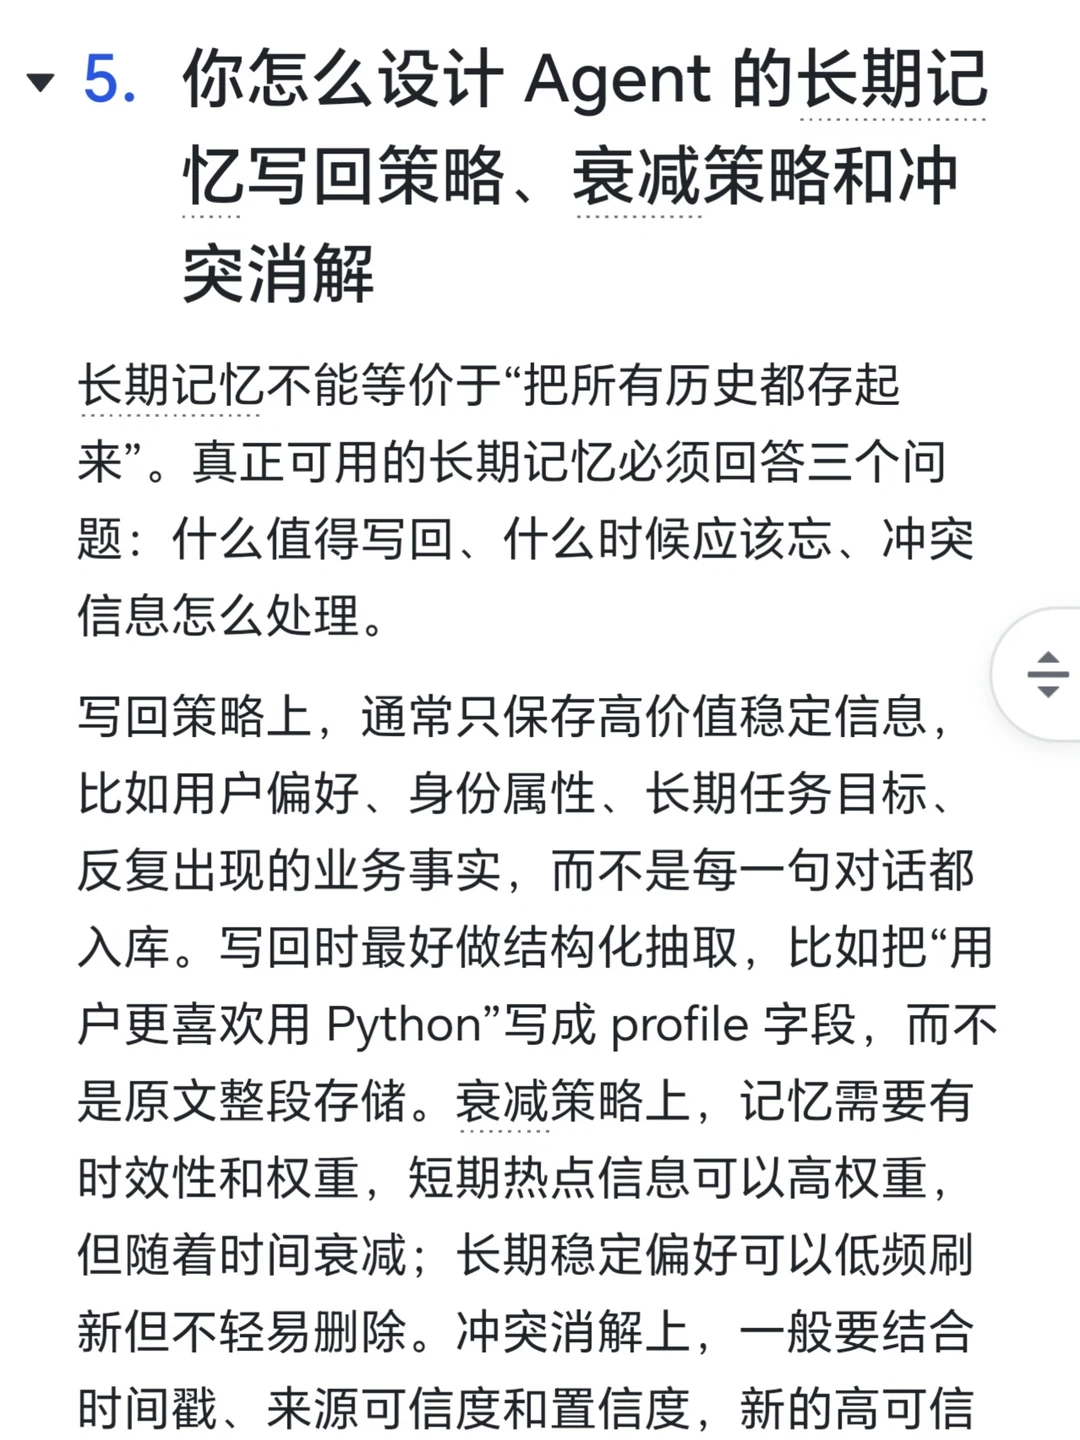 5. 你怎么设计 Agent 的长期记
忆写回策略、衰减策略和冲
突消解
长期记忆不能等价于“把所有历史都存起
来”。真正可用的长期记忆必须回答三个问
题：什么值得写回、什么时候应该忘、冲突
信息怎么处理。
写回策略上，通常只保存高价值稳定信息，
比如用户偏好、身份属性、长期任务目标、
反复出现的业务事实，而不是每一句对话都
入库。写回时最好做结构化抽取，比如把“用
户更喜欢用 Python”写成 profile 字段，而不
是原文整段存储。衰减策略上，记忆需要有
时效性和权重，短期热点信息可以高权重，
但随着时间衰减；长期稳定偏好可以低频刷
新但不轻易删除。冲突消解上，一般要结合
时间戳、来源可信度和置信度，新的高可信